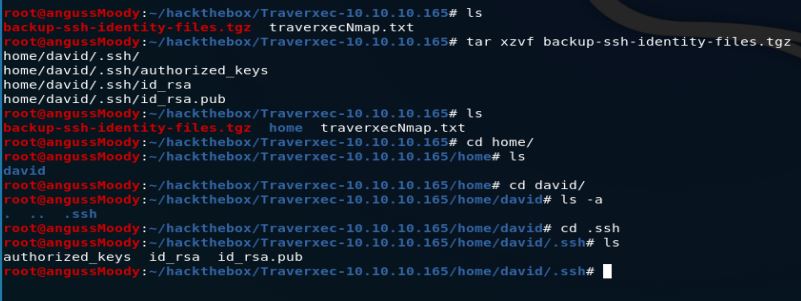 root@angussMoody:~/hackthebox/Traverxec-10.10.10.165# ls
backup-ssh-identity-files.tgz  traverxecNmap.txt
root@angussMoody:~/hackthebox/Traverxec-10.10.10.165# tar xzvf backup-ssh-identity-files.tgz
home/david/.ssh/
home/david/.ssh/authorized_keys
home/david/.ssh/id_rsa
home/david/.ssh/id_rsa.pub
root@angussMoody:~/hackthebox/Traverxec-10.10.10.165# ls
backup-ssh-identity-files.tgz  home  traverxecNmap.txt
root@angussMoody:~/hackthebox/Traverxec-10.10.10.165# cd home/
root@angussMoody:~/hackthebox/Traverxec-10.10.10.165/home# ls
david
root@angussMoody:~/hackthebox/Traverxec-10.10.10.165/home# cd david/
root@angussMoody:~/hackthebox/Traverxec-10.10.10.165/home/david# ls -a
.  ..  .ssh
root@angussMoody:~/hackthebox/Traverxec-10.10.10.165/home/david# cd .ssh
root@angussMoody:~/hackthebox/Traverxec-10.10.10.165/home/david/.ssh# ls
authorized_keys  id_rsa  id_rsa.pub
root@angussMoody:~/hackthebox/Traverxec-10.10.10.165/home/david/.ssh#